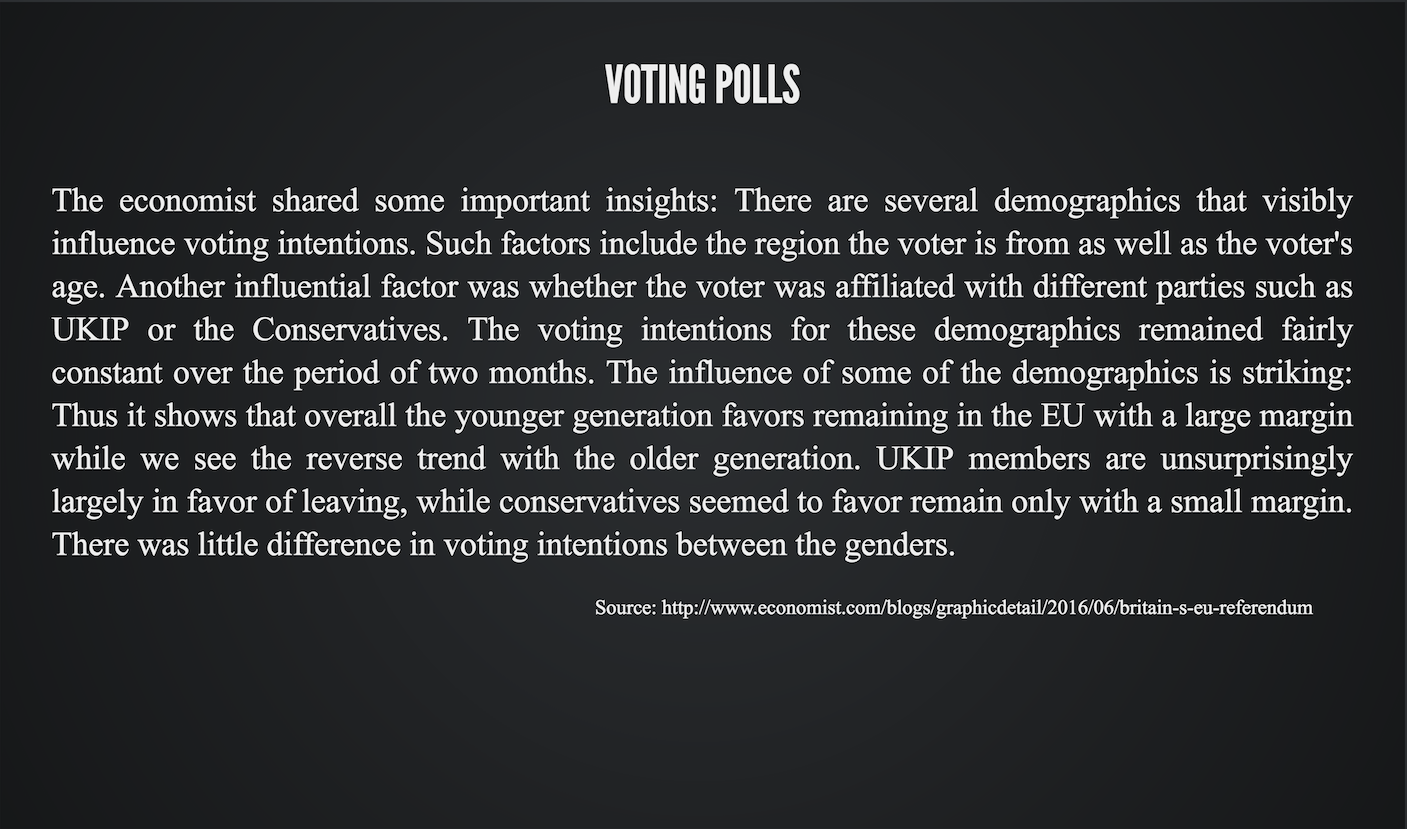 VOTING POLLS
The economist shared some important insights: There are several demographics that visibly
influence voting intentions. Such factors include the region the voter is from as well as the voter's
age. Another influential factor was whether the voter was affiliated with different parties such as
UKIP or the Conservatives. The voting intentions for these demographics remained fairly
constant over the period of two months. The influence of some of the demographics is striking:
Thus it shows that overall the younger generation favors remaining in the EU with a large margin
while we see the reverse trend with the older generation. UKIP members are unsurprisingly
largely in favor of leaving, while conservatives seemed to favor remain only with a small margin.
There was little difference in voting intentions between the genders.
Source: http://www.economist.com/blogs/graphicdetail/2016/06/britain-s-eu-referendum